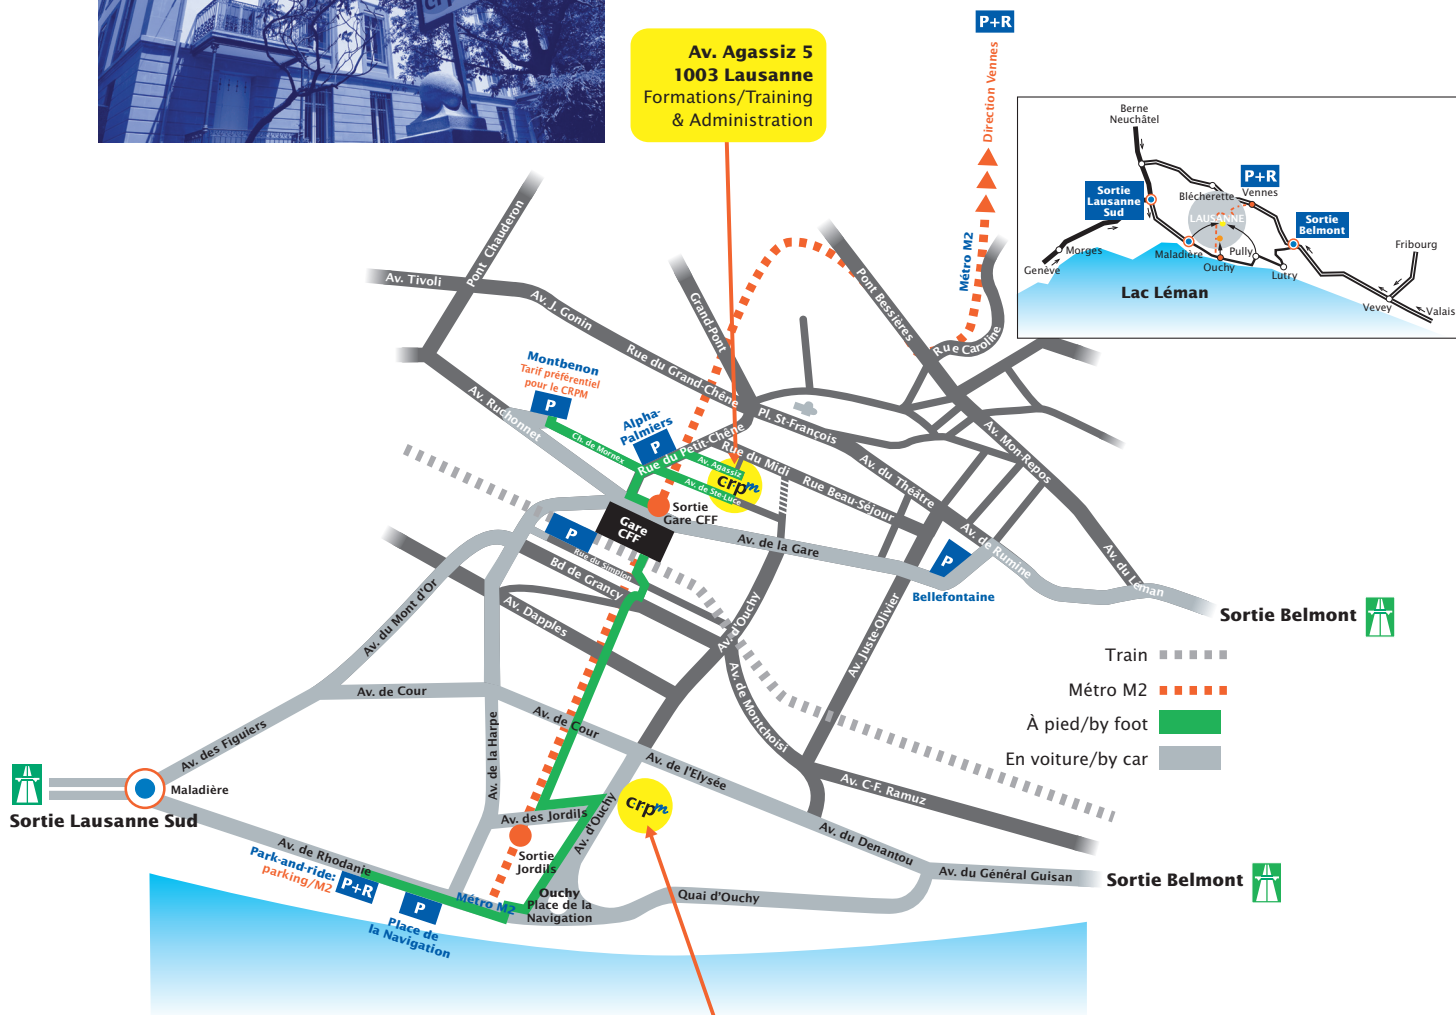 P+R
Av. Agassiz 5
1003 Lausanne
Formations/Training
& Administration
Direction Vennes
Métro M2
Berne
Neuchâtel
Sortie
Lausanne
Sud
Blécherette
P+R
Vennes
LAUSANNE
Sortie
Belmont
Morges
Genève
Maladière
Ouchy
Pully
Lutry
Fribourg
Vevey
Valais
Lac Léman
Pont Chauderon
Av. Tivoli
Av. J. Gonin
Grand-Pont
Pont Bessières
Rue Caroline
Rue du Grand-Chêne
Montbenon
Tarif préférentiel
pour le CRPM
P
Av. Ruchonnet
Alpha-
Palmiers
P
Ch. de Mornex
Rue du Petit-Chêne
Pl. St-François
Rue du Midi
Av. Agassiz
Av. de Ste-Luce
crpm
Rue Beau-Séjour
Av. du Théâtre
Av. Mon-Repos
Sortie
Gare CFF
Gare
CFF
P
Rue du Simplon
Av. de la Gare
P
Bellefontaine
Av. de Rumine
Av. du Léman
Sortie Belmont
Bd de Grancy
Av. Dapples
Av. d'Ouchy
Av. Juste-Olivier
Av. du Mont d'Or
Av. de Montchoisi
Train
Métro M2
À pied/by foot
En voiture/by car
Av. de Cour
Av. de Cour
Av. des Figuiers
Av. de la Harpe
Av. de l'Elysée
Av. C-F. Ramuz
Maladière
Sortie Lausanne Sud
crpm
Av. des Jordils
Av. d'Ouchy
Sortie
Jordils
Av. du Denantou
Av. du Général Guisan
Sortie Belmont
Av. de Rhodanie
Park-and-ride:
parking/M2
P+R
P
Place de
la Navigation
Métro M2
Ouchy
Place de la
Navigation
Quai d'Ouchy